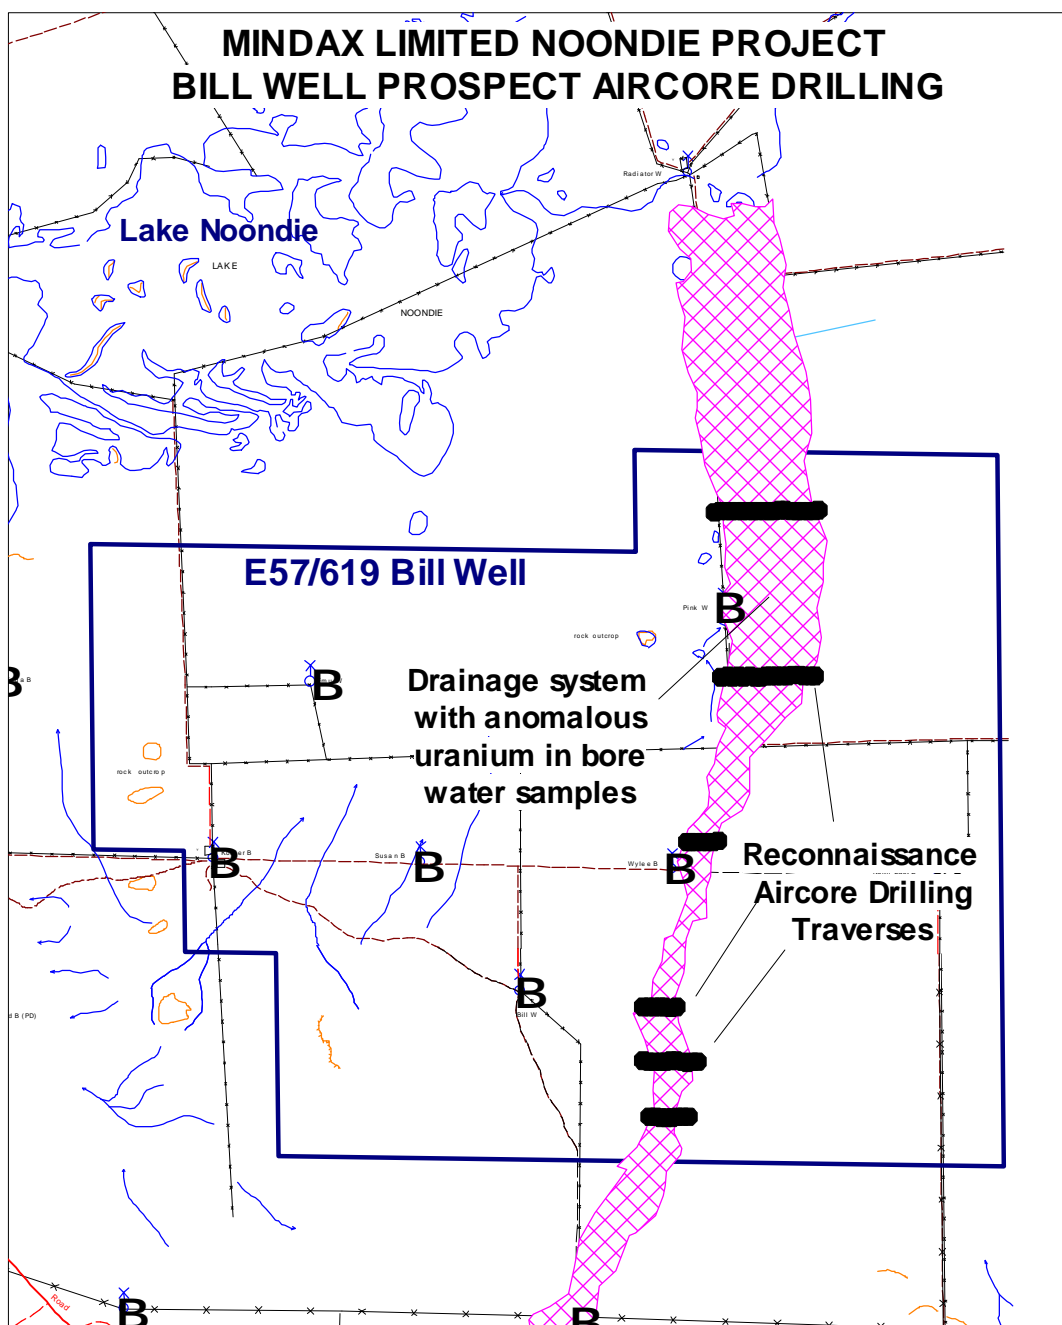 MINDAX LIMITED NOONDIE PROJECT
BILL WELL PROSPECT AIRCORE DRILLING
Radiator W
B
Lake Noondie
LAKE
NOONDIE
E57/619 Bill Well
Pink W
B
rock outcrop
B
B
Drainage system
with anomalous
uranium in bore
water samples
rock outcrop
B
Susan B
B
Wylee B
B
Reconnaissance
Aircore Drilling
Traverses
B
Bill W
d B (PD)
Road
B
B